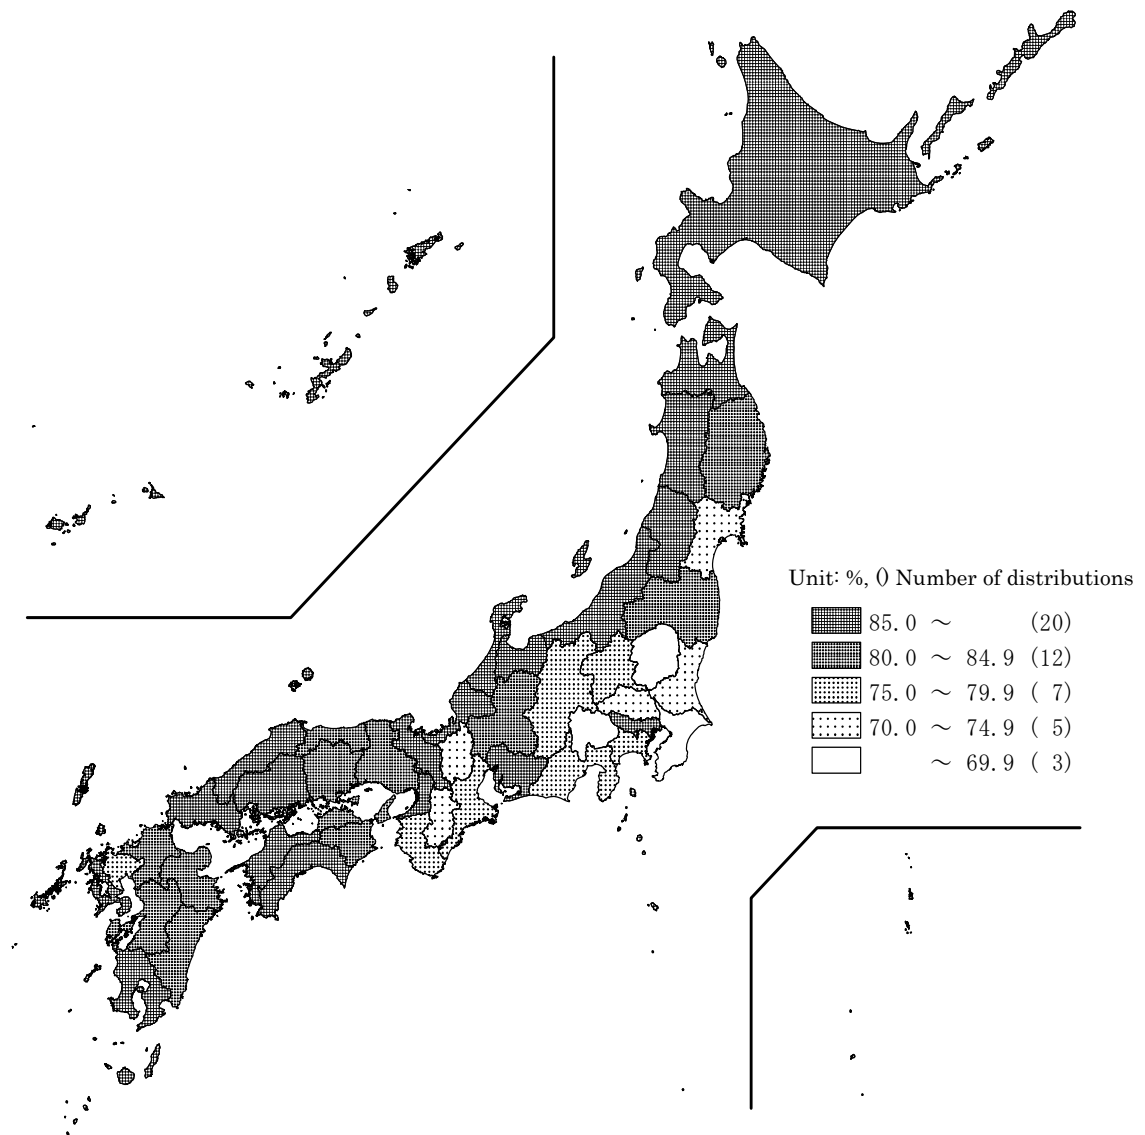 Unit: %, () Number of distributions
85.0 ～ (20)
80.0 ～ 84.9 (12)
75.0 ～ 79.9 ( 7)
70.0 ～ 74.9 ( 5)
～ 69.9 ( 3)